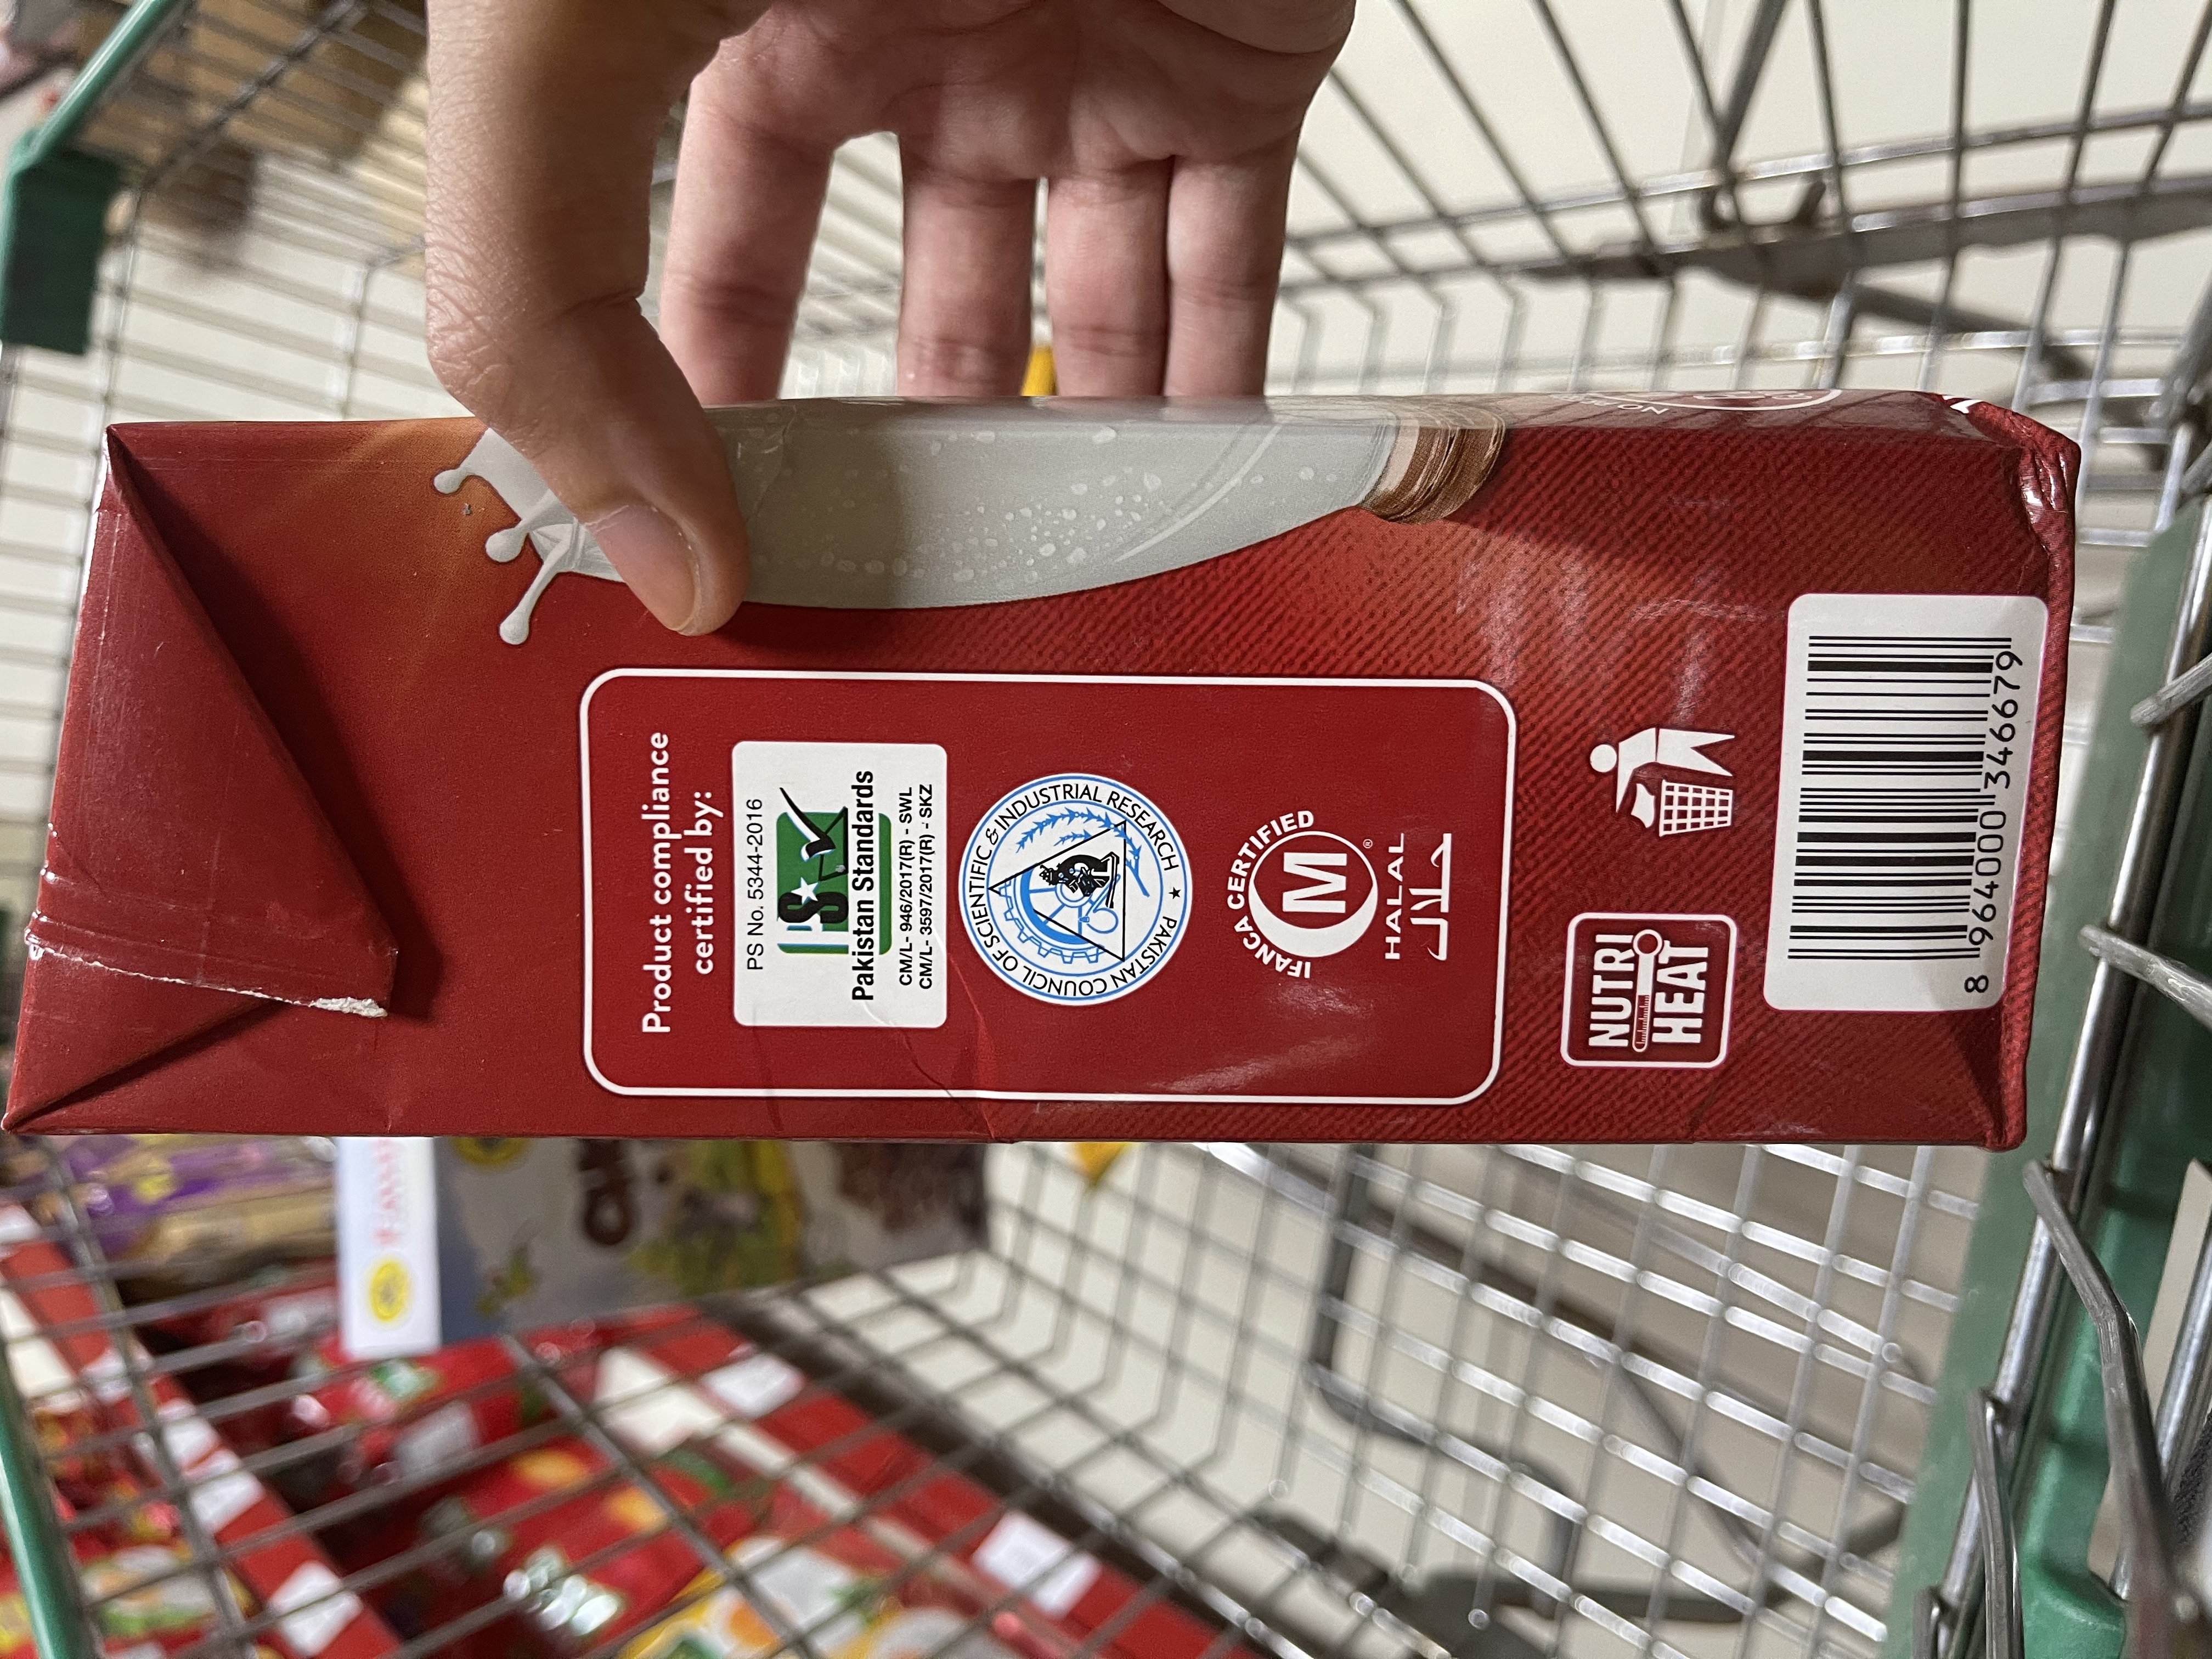 Product compliance
certified by:
PS No. 5344-2016
PS
Pakistan Standards
CM/L- 946/2017(R) - SWL
CM/L- 3597/2017(R) - SKZ
PAKISTAN COUNCIL OF SCIENTIFIC & INDUSTRIAL RESEARCH
IFANCA CERTIFIED
M
®
HALAL
حلال
NUTRI
HEAT
8 964000 346679